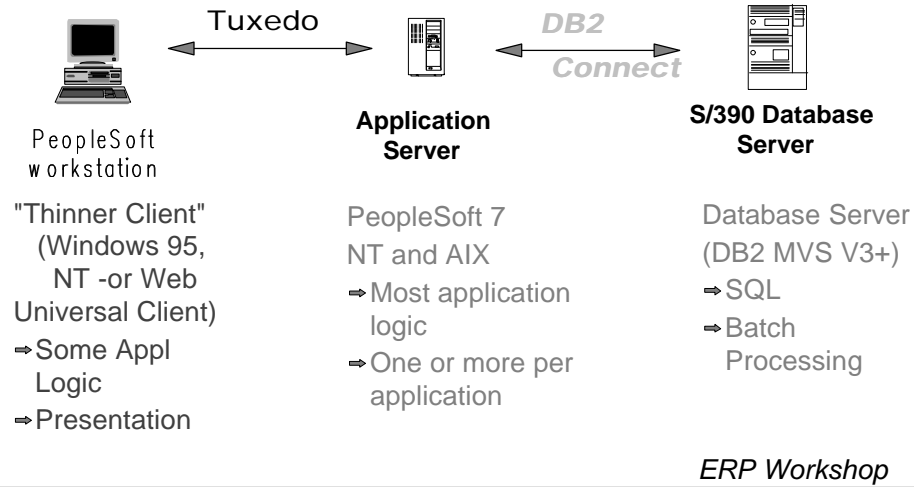 Tuxedo
DB2
Connect
PeopleSoft
workstation
Application
Server
S/390 Database
Server
"Thinner Client"
(Windows 95,
NT -or Web
Universal Client)
⇒Some Appl
Logic
⇒Presentation
PeopleSoft 7
NT and AIX
⇒Most application
logic
⇒One or more per
application
Database Server
(DB2 MVS V3+)
⇒SQL
⇒Batch
Processing
ERP Workshop